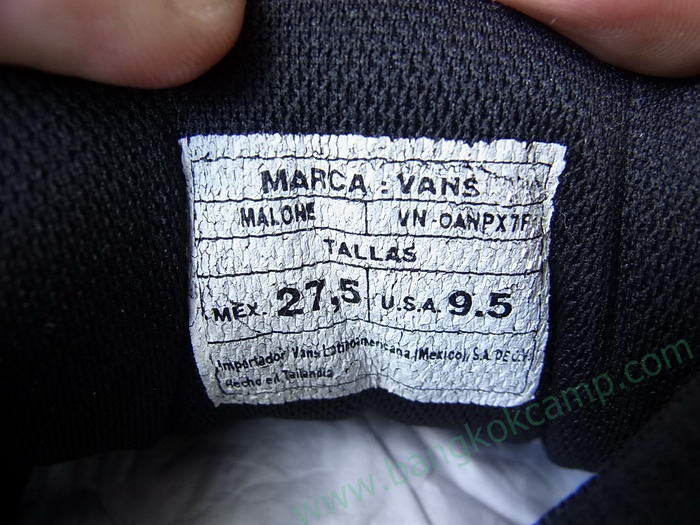 MARCA : VANS
MALOHE VN-0ANPX7F
TALLAS
MEX. 27,5 U.S.A. 9.5
Importador: Vans Latinoamericana (Mexico), S.A. DE C.V.
Hecho en Tailandia
www.bangkokcamp.com